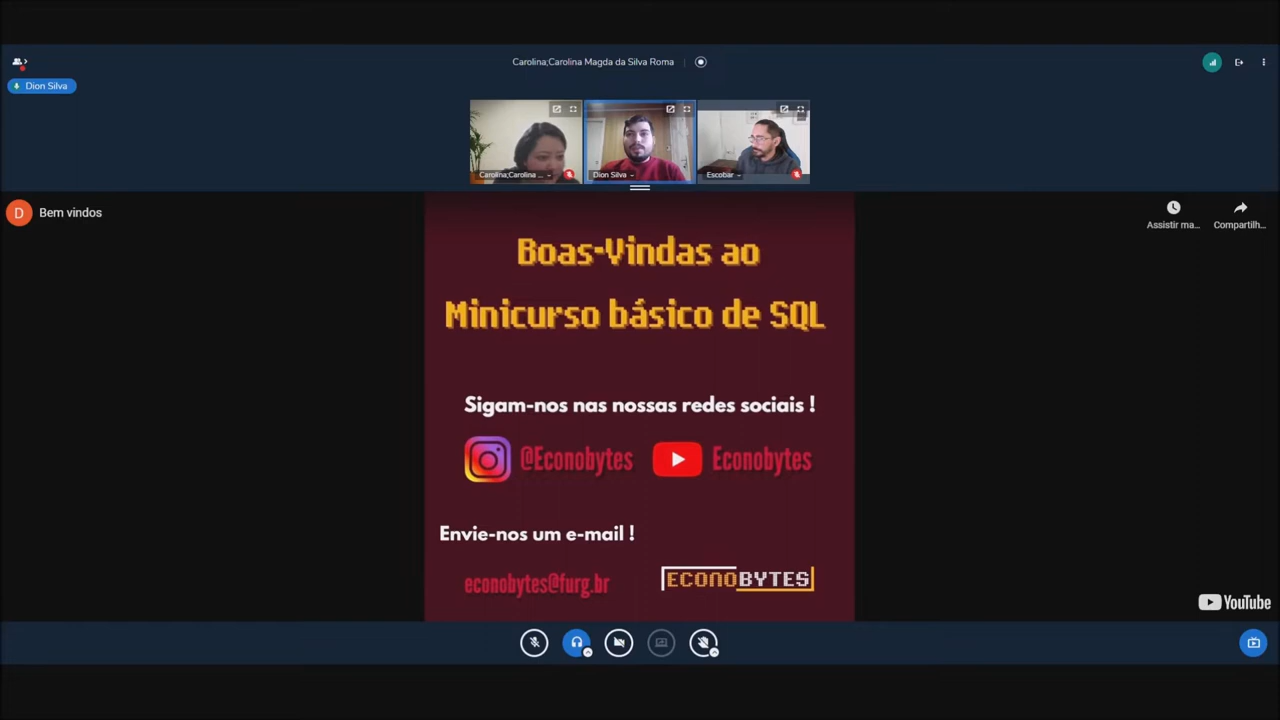 Carolina;Carolina Magda da Silva Roma
Dion Silva
Carolina;Carolina ...
Dion Silva
Escobar
D
Bem vindos
Assistir ma...
Compartilh...
Boas-Vindas ao
Minicurso básico de SQL
Sigam-nos nas nossas redes sociais !
@Econobytes
Econobytes
Envie-nos um e-mail !
econobytes@furg.br
ECONOBYTES
YouTube